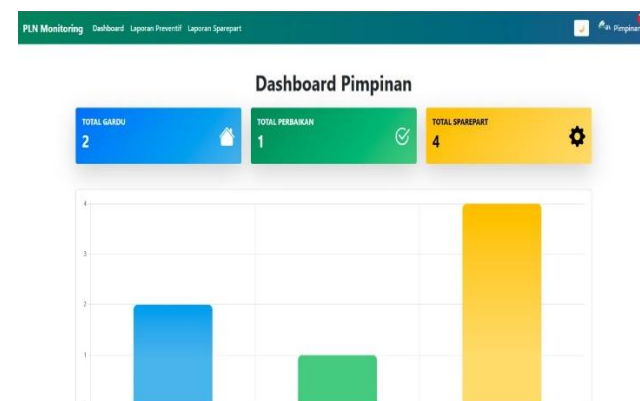 PLN Monitoring Dashboard Laporan Preventif Laporan Sparepart Pimpinan
Dashboard Pimpinan
TOTAL GARDU
2
TOTAL PERBAIKAN
1
TOTAL SPAREPART
4
4
3
2
1